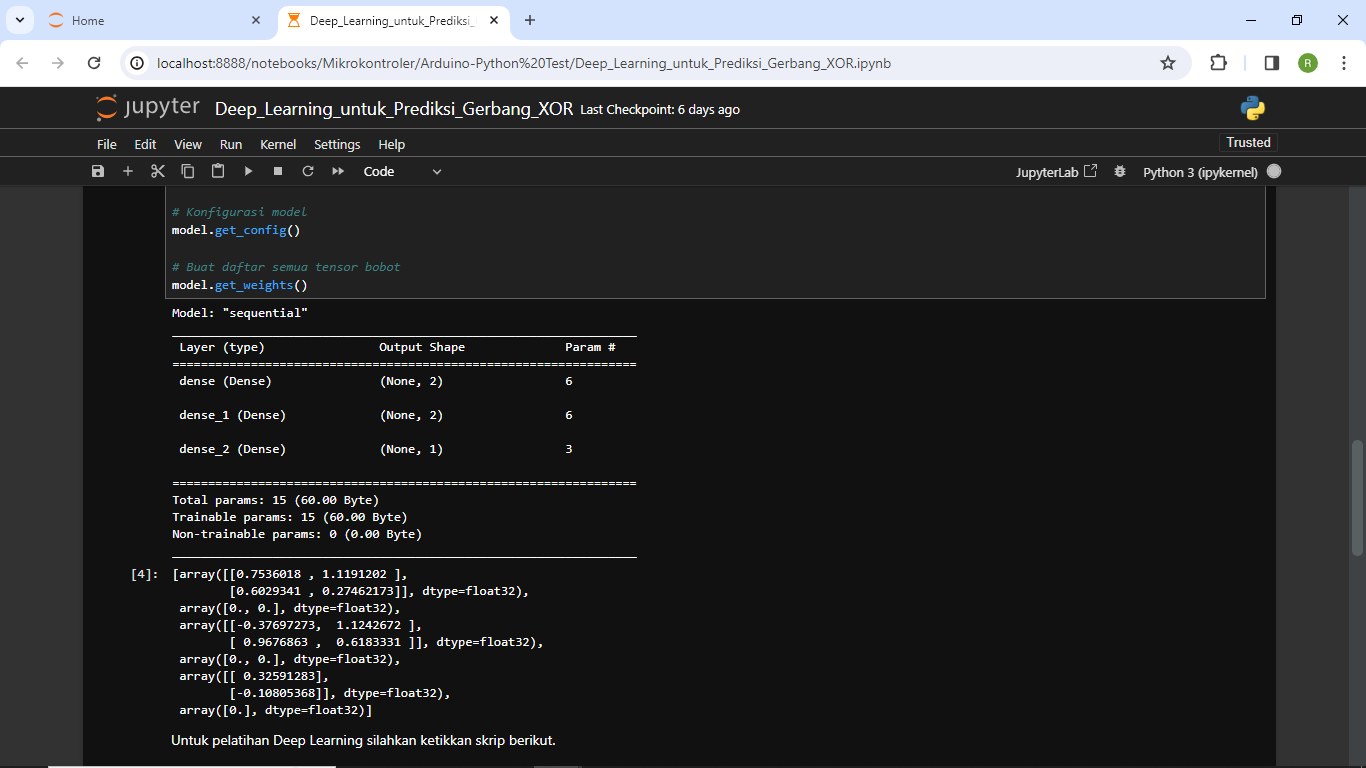 Home
Deep_Learning_untuk_Prediksi_
localhost:8888/notebooks/Mikrokontroler/Arduino-Python%20Test/Deep_Learning_untuk_Prediksi_Gerbang_XOR.ipynb
R
jupyter Deep_Learning_untuk_Prediksi_Gerbang_XOR Last Checkpoint: 6 days ago
File Edit View Run Kernel Settings Help
Trusted
Code
JupyterLab Python 3 (ipykernel)
# Konfigurasi model
model.get_config()
# Buat daftar semua tensor bobot
model.get_weights()
Model: "sequential"
_________________________________________________________________
Layer (type) Output Shape Param #
=================================================================
dense (Dense) (None, 2) 6
dense_1 (Dense) (None, 2) 6
dense_2 (Dense) (None, 1) 3
=================================================================
Total params: 15 (60.00 Byte)
Trainable params: 15 (60.00 Byte)
Non-trainable params: 0 (0.00 Byte)
_________________________________________________________________
[4]: [array([[0.7536018 , 1.1191202 ],
[0.6029341 , 0.27462173]], dtype=float32),
array([0., 0.], dtype=float32),
array([[-0.37697273, 1.1242672 ],
[ 0.9676863 , 0.6183331 ]], dtype=float32),
array([0., 0.], dtype=float32),
array([[ 0.32591283],
[-0.10805368]], dtype=float32),
array([0.], dtype=float32)]
Untuk pelatihan Deep Learning silahkan ketikkan skrip berikut.